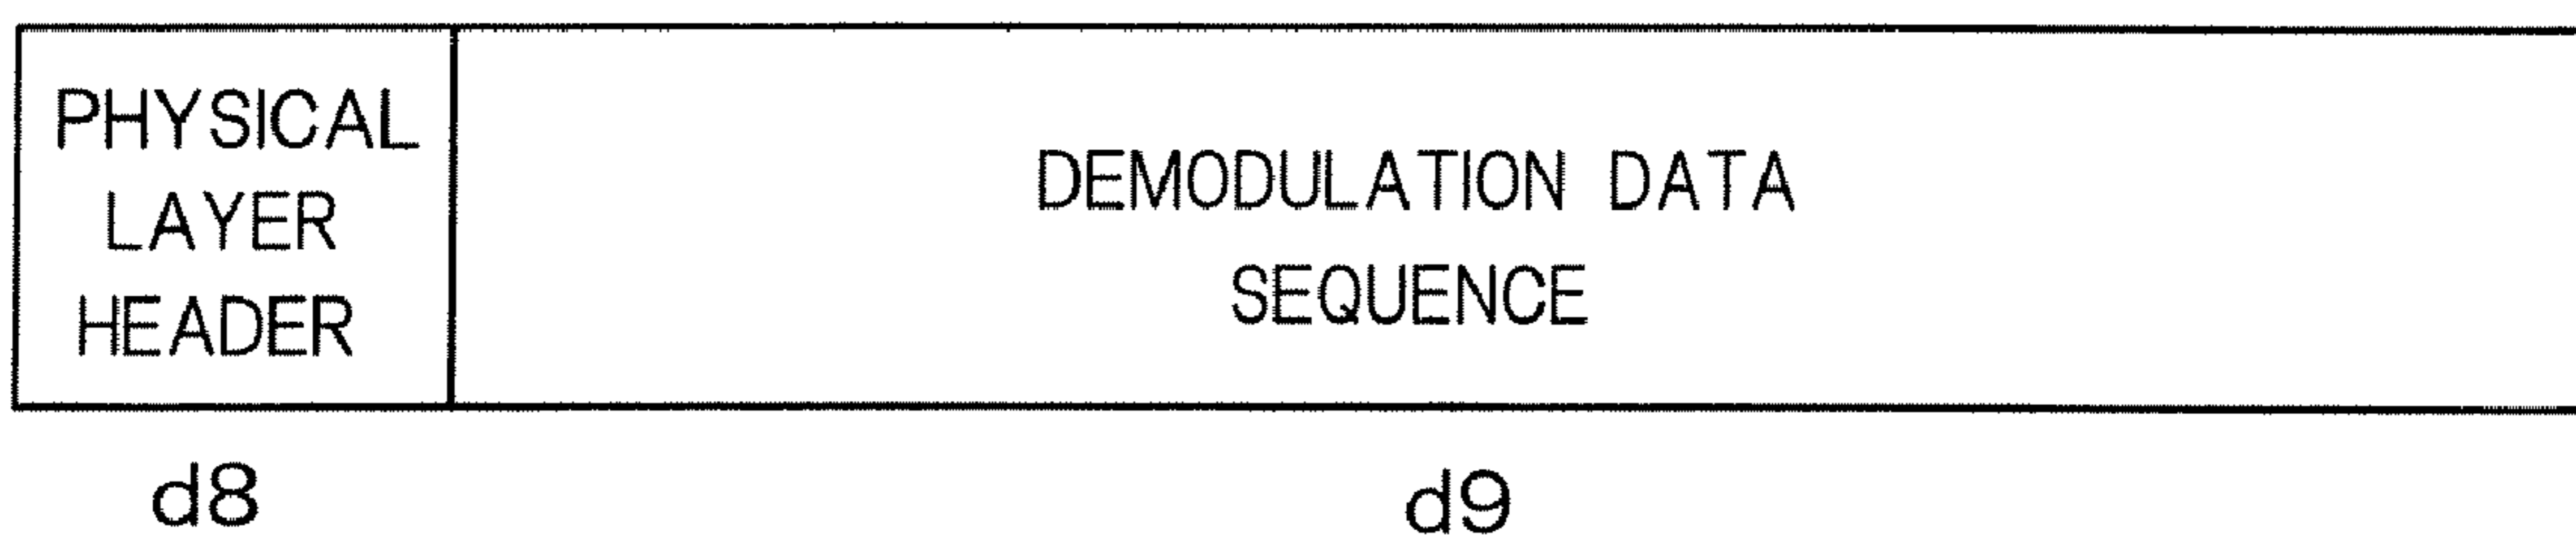 PHYSICAL
LAYER
HEADER
DEMODULATION DATA
SEQUENCE
d8
d9